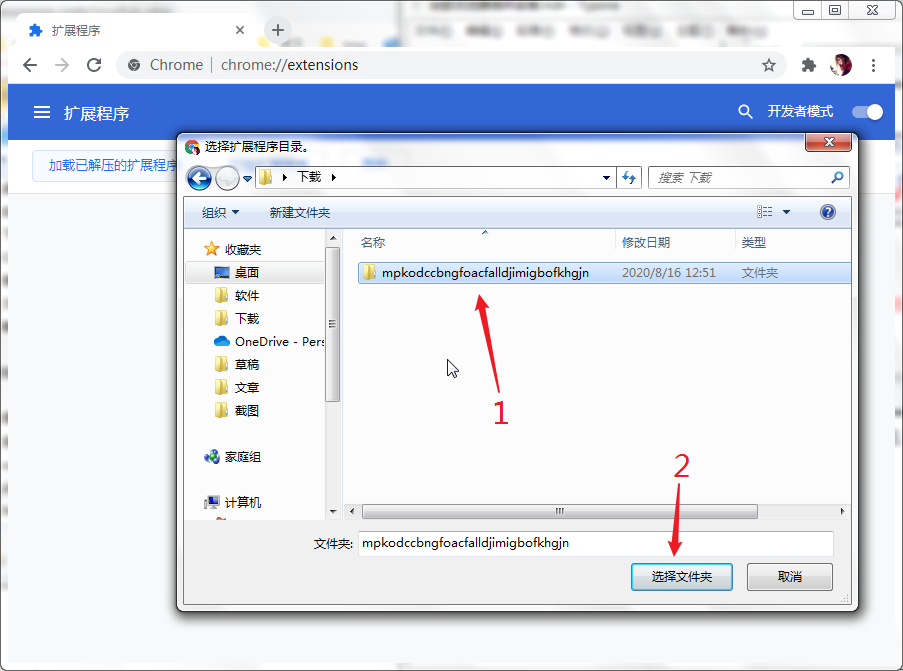 扩展程序
Chrome | chrome://extensions
扩展程序
开发者模式
加载已解压的扩展程序
选择扩展程序目录。
下载
搜索 下载
组织
新建文件夹
名称
修改日期
类型
收藏夹
桌面
软件
下载
OneDrive - Pers
草稿
文章
截图
家庭组
计算机
mpkodccbngfoacfalldjimigbofkhgjn
2020/8/16 12:51
文件夹
1
2
文件夹:
mpkodccbngfoacfalldjimigbofkhgjn
选择文件夹
取消